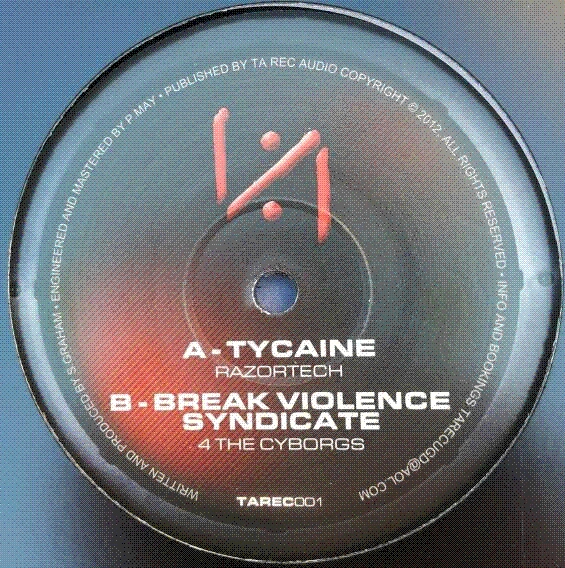 WRITTEN AND PRODUCED BY S.GRAHAM • ENGINEERED AND MASTERED BY P MAY • PUBLISHED BY TA REC AUDIO COPYRIGHT © 2012. ALL RIGHTS RESERVED • INFO AND BOOKINGS TARECUGD@AOL.COM
A - TYCAINE
RAZORTECH
B - BREAK VIOLENCE
SYNDICATE
4 THE CYBORGS
TAREC001